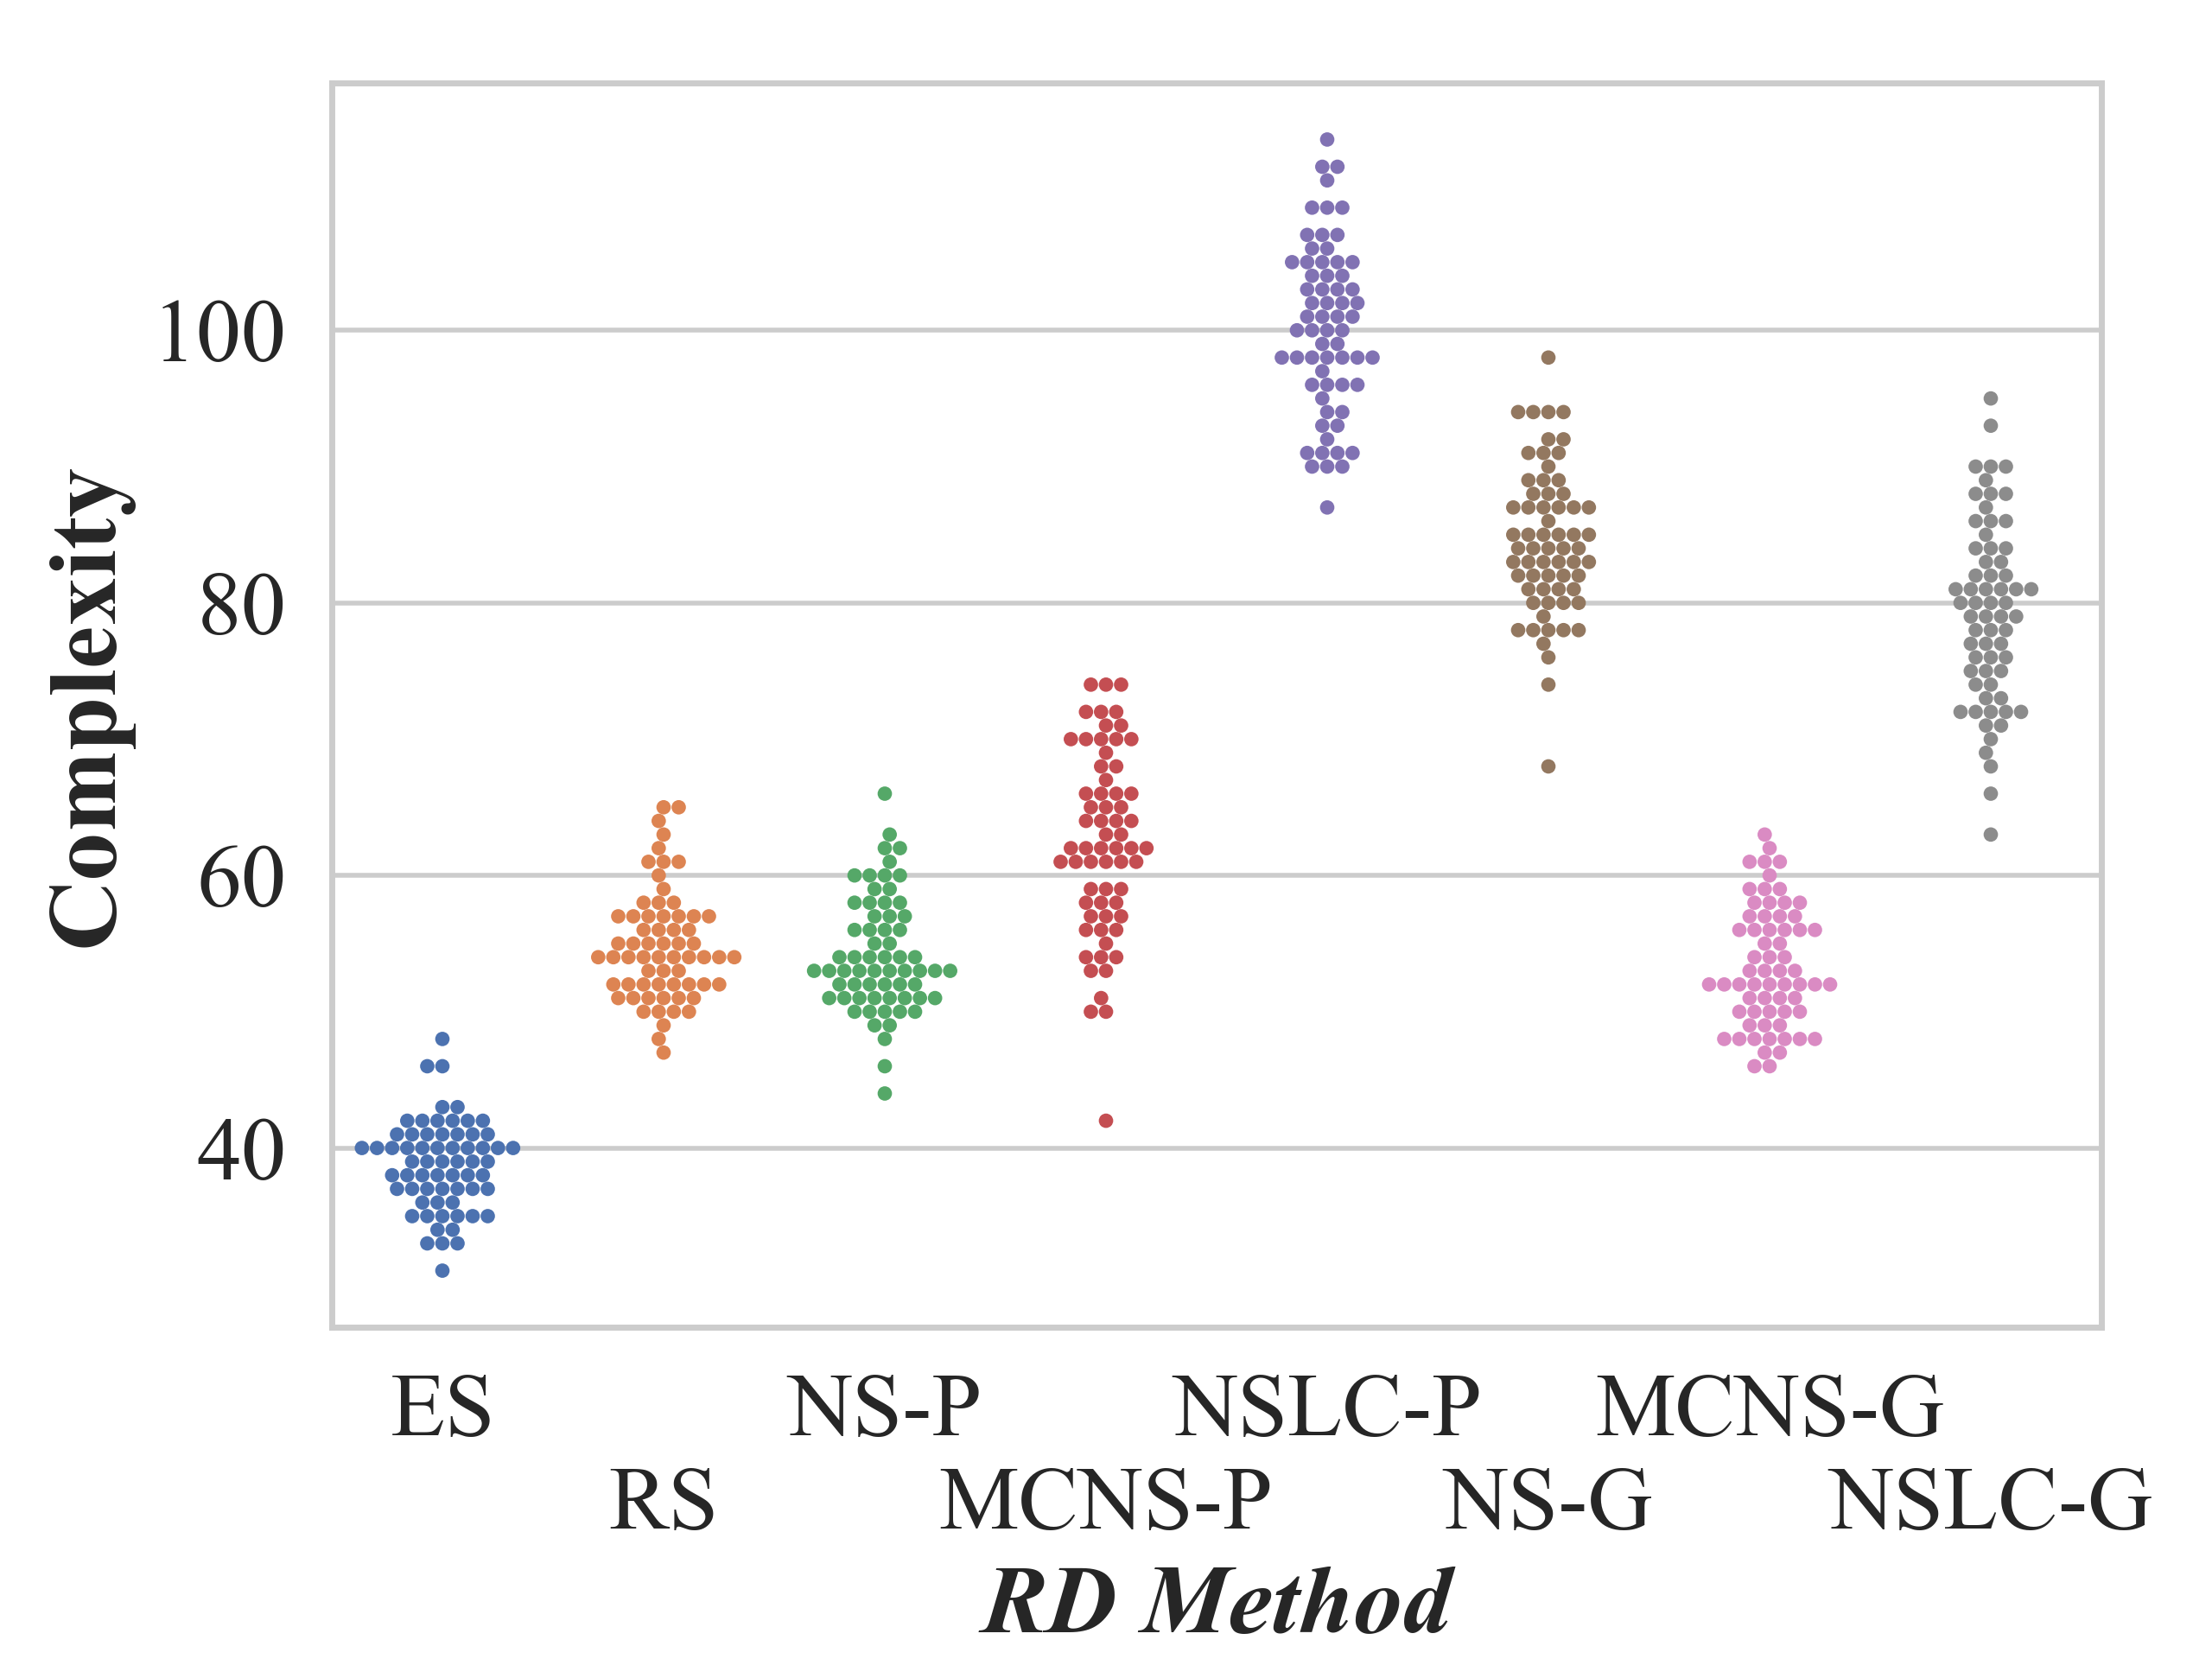 Complexity
100
80
60
40
ES
NS-P
NSLC-P
MCNS-G
RS
MCNS-P
NS-G
NSLC-G
RD Method